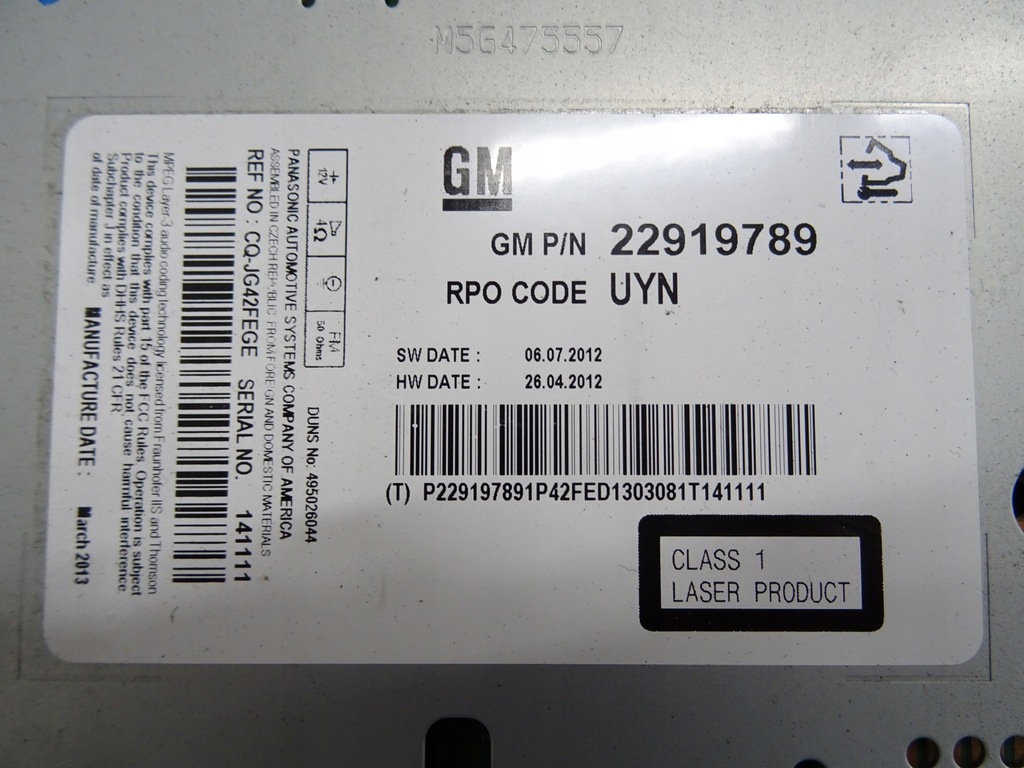 M5G475557
GM
GM P/N 22919789
RPO CODE UYN
SW DATE : 06.07.2012
HW DATE : 26.04.2012
(T) P229197891P42FED1303081T141111
CLASS 1
LASER PRODUCT
12V
4Ω
FM
50 Ohms
DUNS No: 495026044
PANASONIC AUTOMOTIVE SYSTEMS COMPANY OF AMERICA
ASSEMBLED IN CZECH REPUBLIC FROM FOREIGN AND DOMESTIC MATERIALS
REF NO : CQ-JG42FEGE SERIAL NO. 141111
MPEG Layer 3 audio coding technology licensed from Fraunhofer IIS and Thomson
This device complies with part 15 of the FCC Rules. Operation is subject
to the condition that this device does not cause harmful interference
Product complies with DHHS Rules 21 CFR
Subchapter J in effect as
of date of manufacture
MANUFACTURE DATE : March 2013